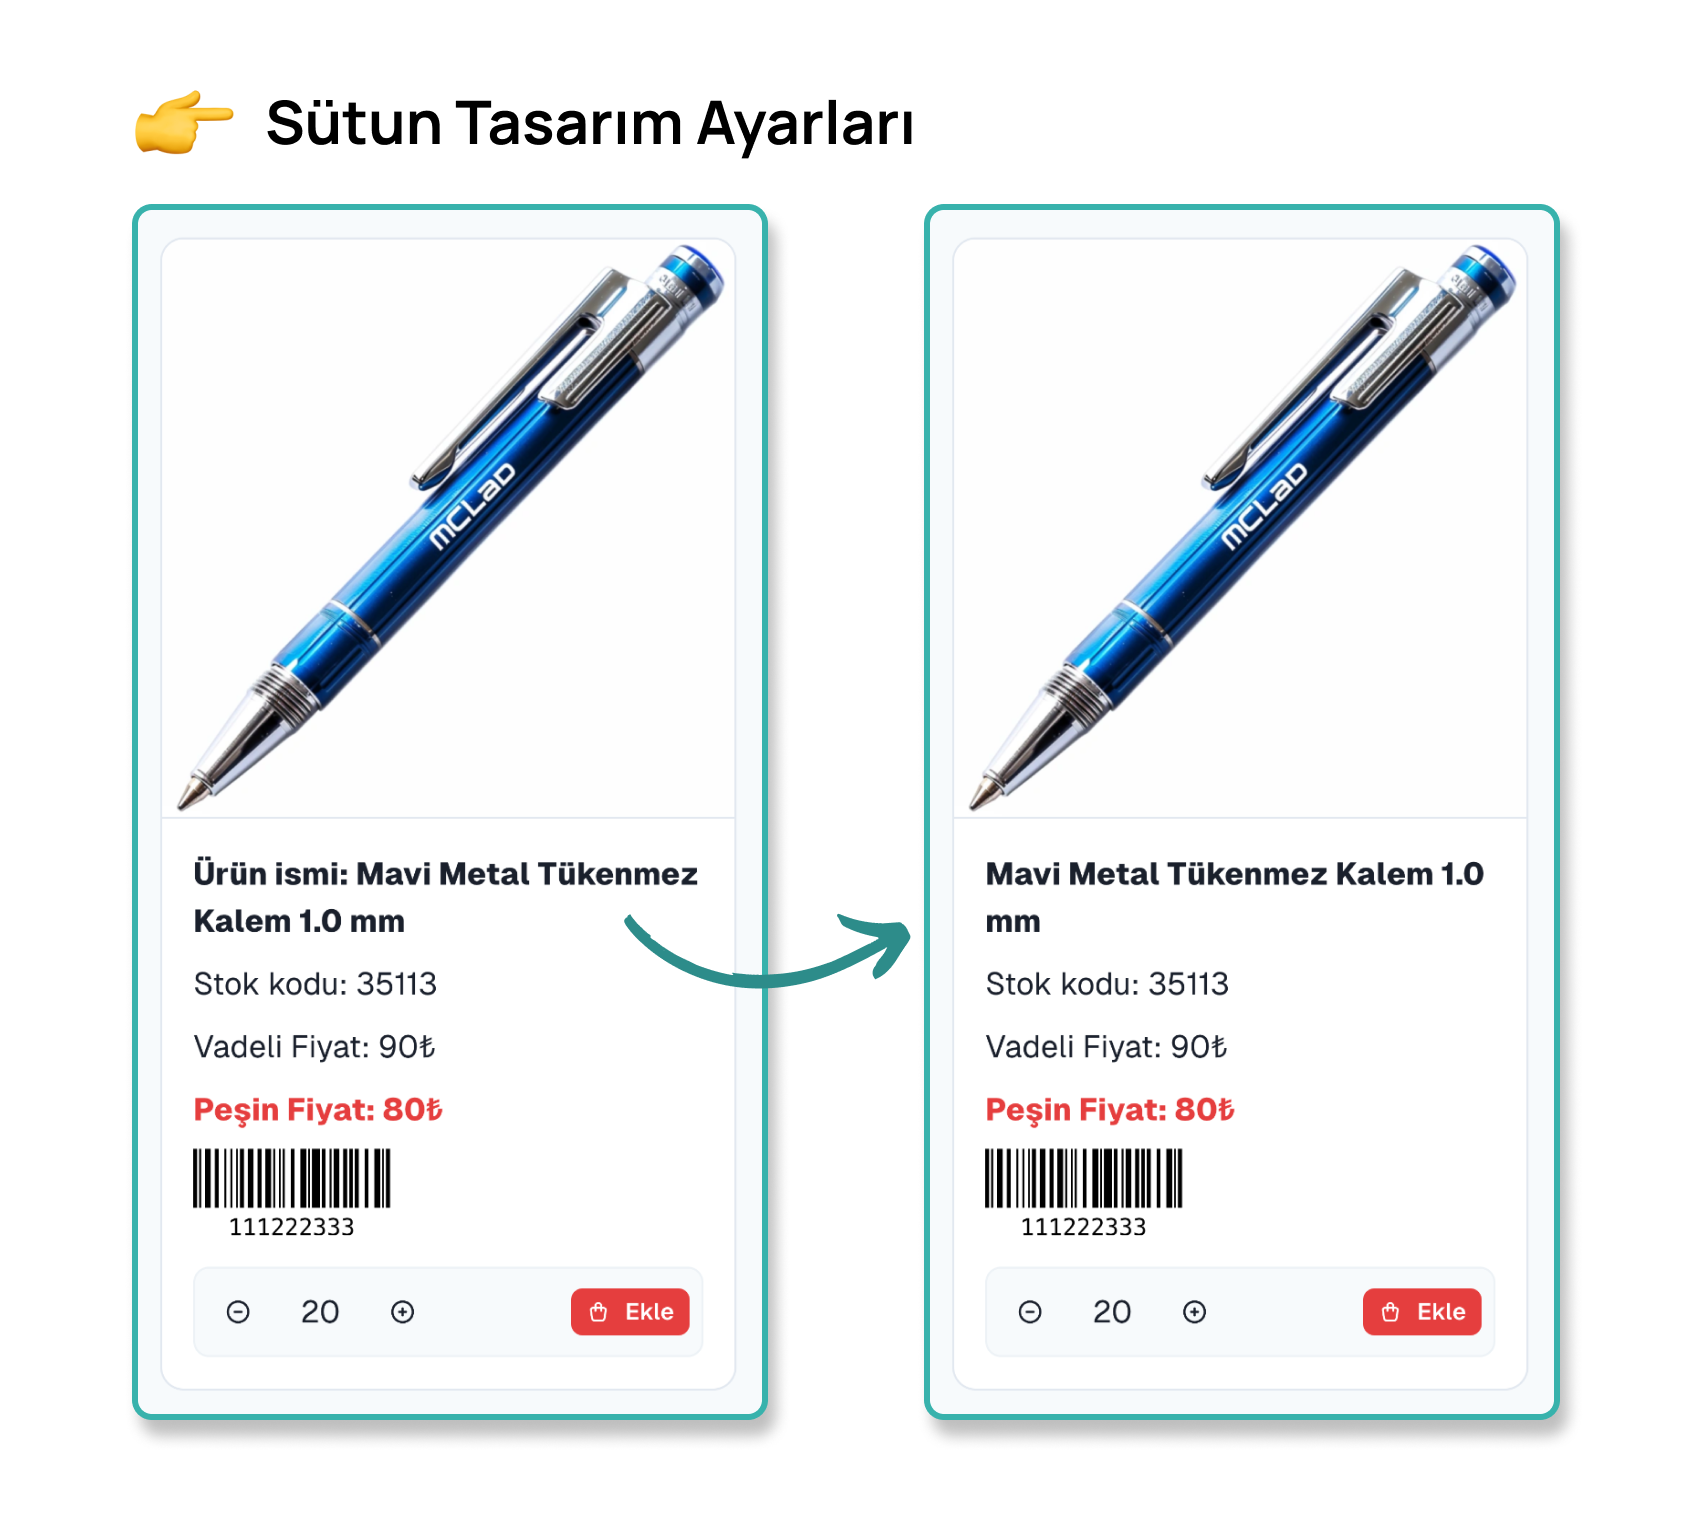 Sütun Tasarım Ayarları
mCLaD
Ürün ismi: Mavi Metal Tükenmez
Kalem 1.0 mm
Stok kodu: 35113
Vadeli Fiyat: 90₺
Peşin Fiyat: 80₺
111222333
20
Ekle
mCLaD
Mavi Metal Tükenmez Kalem 1.0
mm
Stok kodu: 35113
Vadeli Fiyat: 90₺
Peşin Fiyat: 80₺
111222333
20
Ekle